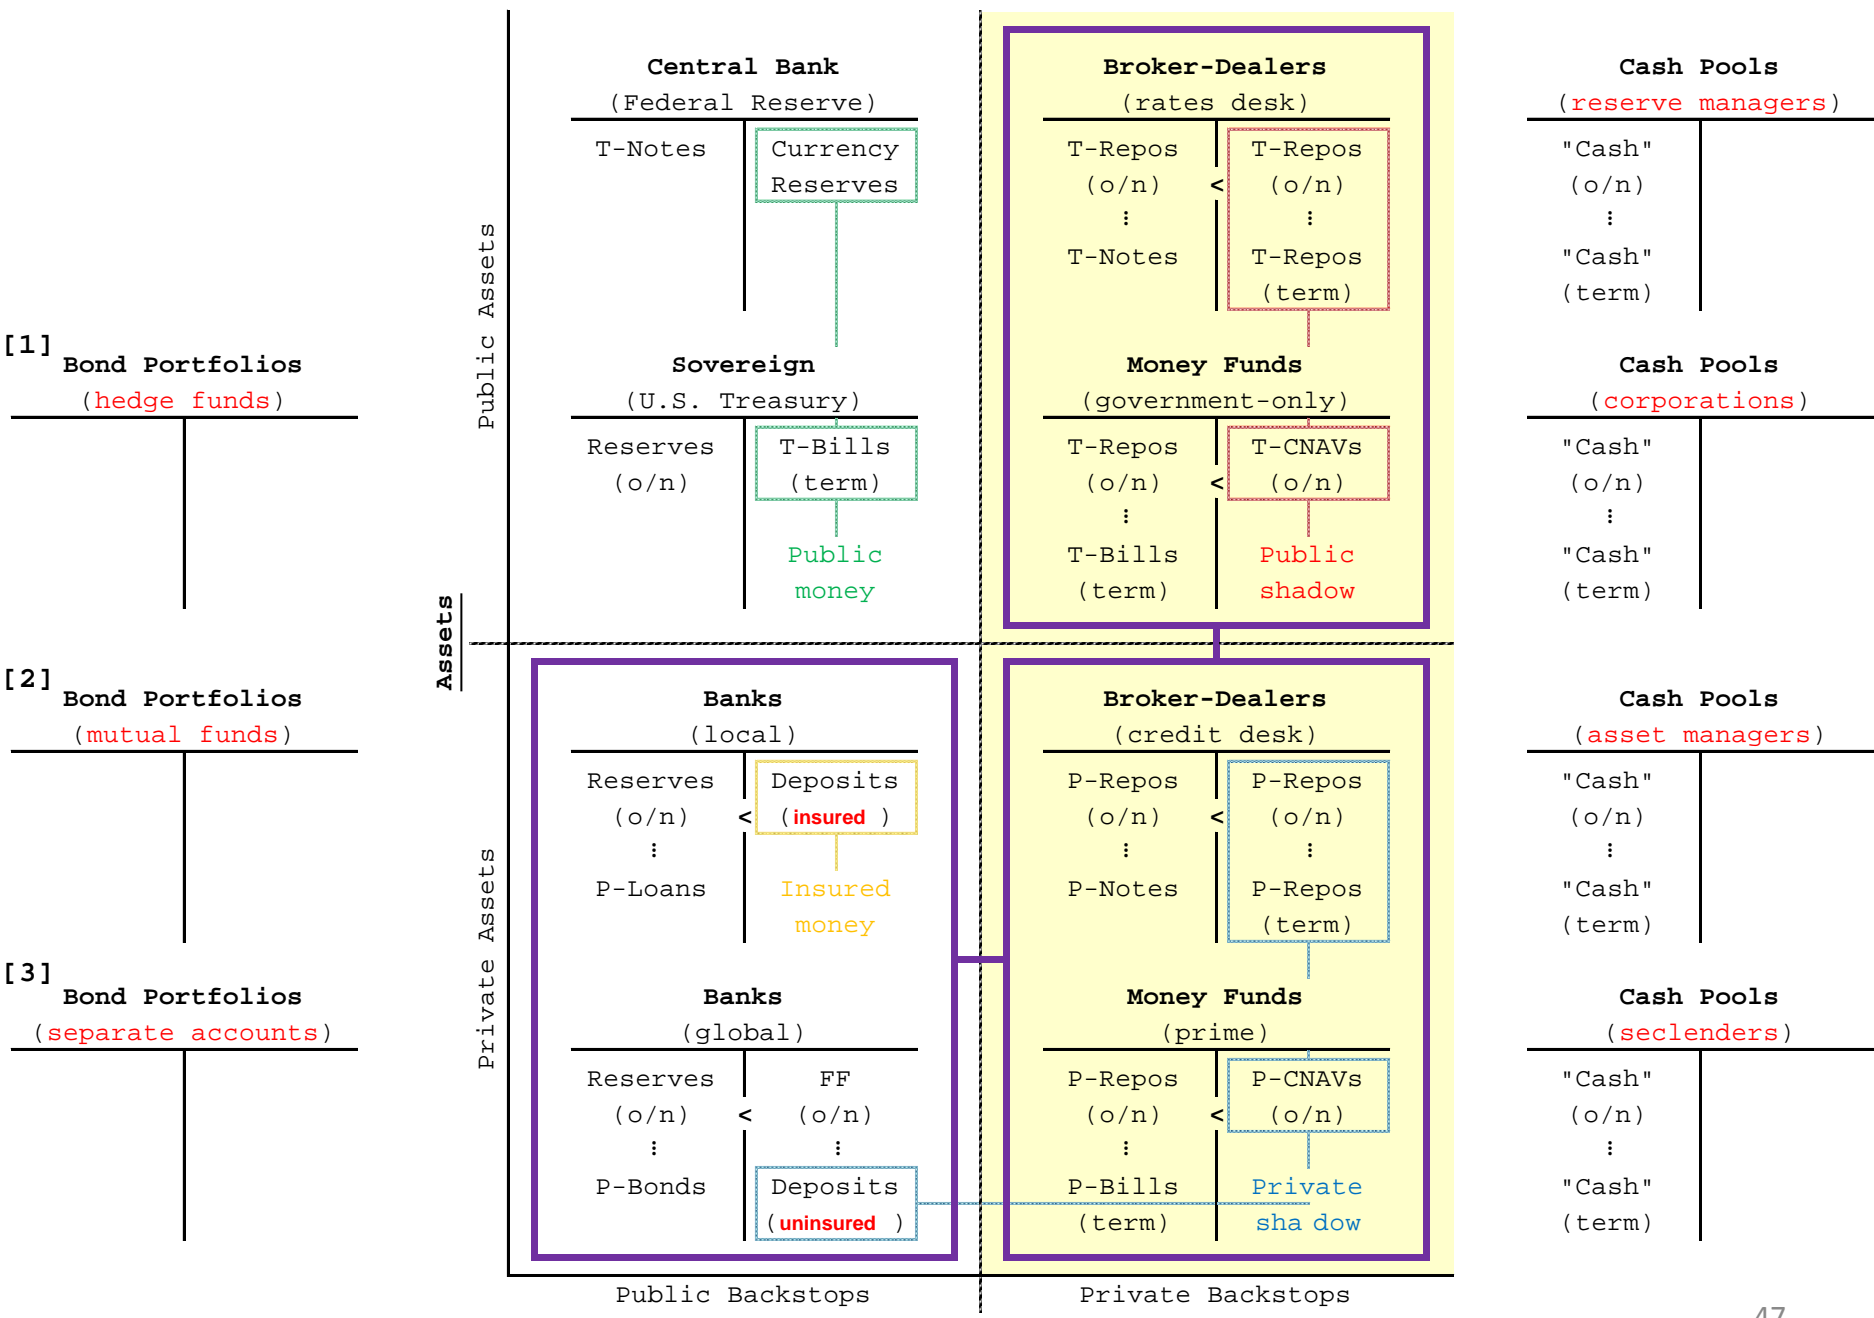 Central Bank
(Federal Reserve)
T-Notes
Currency
Reserves
Broker-Dealers
(rates desk)
T-Repos
(o/n)
<
⋮
T-Notes
T-Repos
(o/n)
⋮
T-Repos
(term)
Cash Pools
(reserve managers)
"Cash"
(o/n)
⋮
"Cash"
(term)
Public Assets
[1]
Bond Portfolios
(hedge funds)
Sovereign
(U.S. Treasury)
Reserves
(o/n)
T-Bills
(term)
Public
money
Money Funds
(government-only)
T-Repos
(o/n)
<
⋮
T-Bills
(term)
T-CNAVs
(o/n)
Public
shadow
Cash Pools
(corporations)
"Cash"
(o/n)
⋮
"Cash"
(term)
Assets
[2]
Bond Portfolios
(mutual funds)
Banks
(local)
Reserves
(o/n)
<
⋮
P-Loans
Deposits
(insured )
Insured
money
Broker-Dealers
(credit desk)
P-Repos
(o/n)
<
⋮
P-Notes
P-Repos
(o/n)
⋮
P-Repos
(term)
Cash Pools
(asset managers)
"Cash"
(o/n)
⋮
"Cash"
(term)
Private Assets
[3]
Bond Portfolios
(separate accounts)
Banks
(global)
Reserves
(o/n)
<
⋮
P-Bonds
FF
(o/n)
⋮
Deposits
(uninsured )
Money Funds
(prime)
P-Repos
(o/n)
<
⋮
P-Bills
(term)
P-CNAVs
(o/n)
Private
sha dow
Cash Pools
(seclenders)
"Cash"
(o/n)
⋮
"Cash"
(term)
Public Backstops
Private Backstops
47